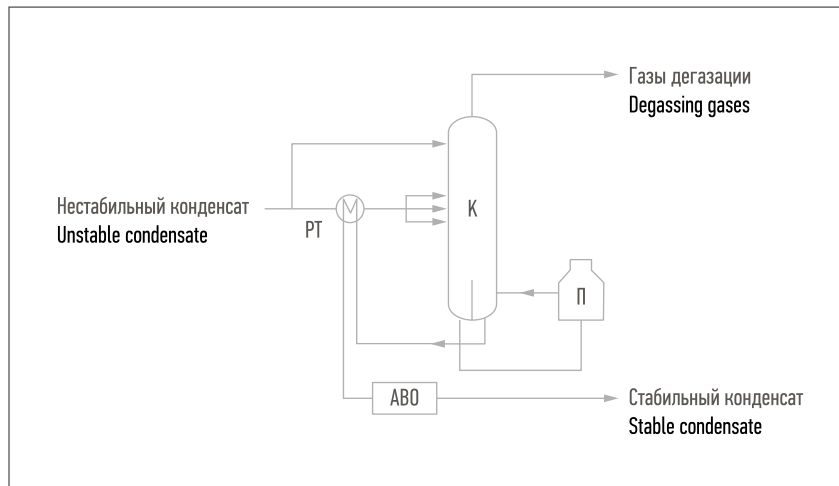 Газы дегазации
Degassing gases
Нестабильный конденсат
Unstable condensate
РТ
К
П
АВО
Стабильный конденсат
Stable condensate